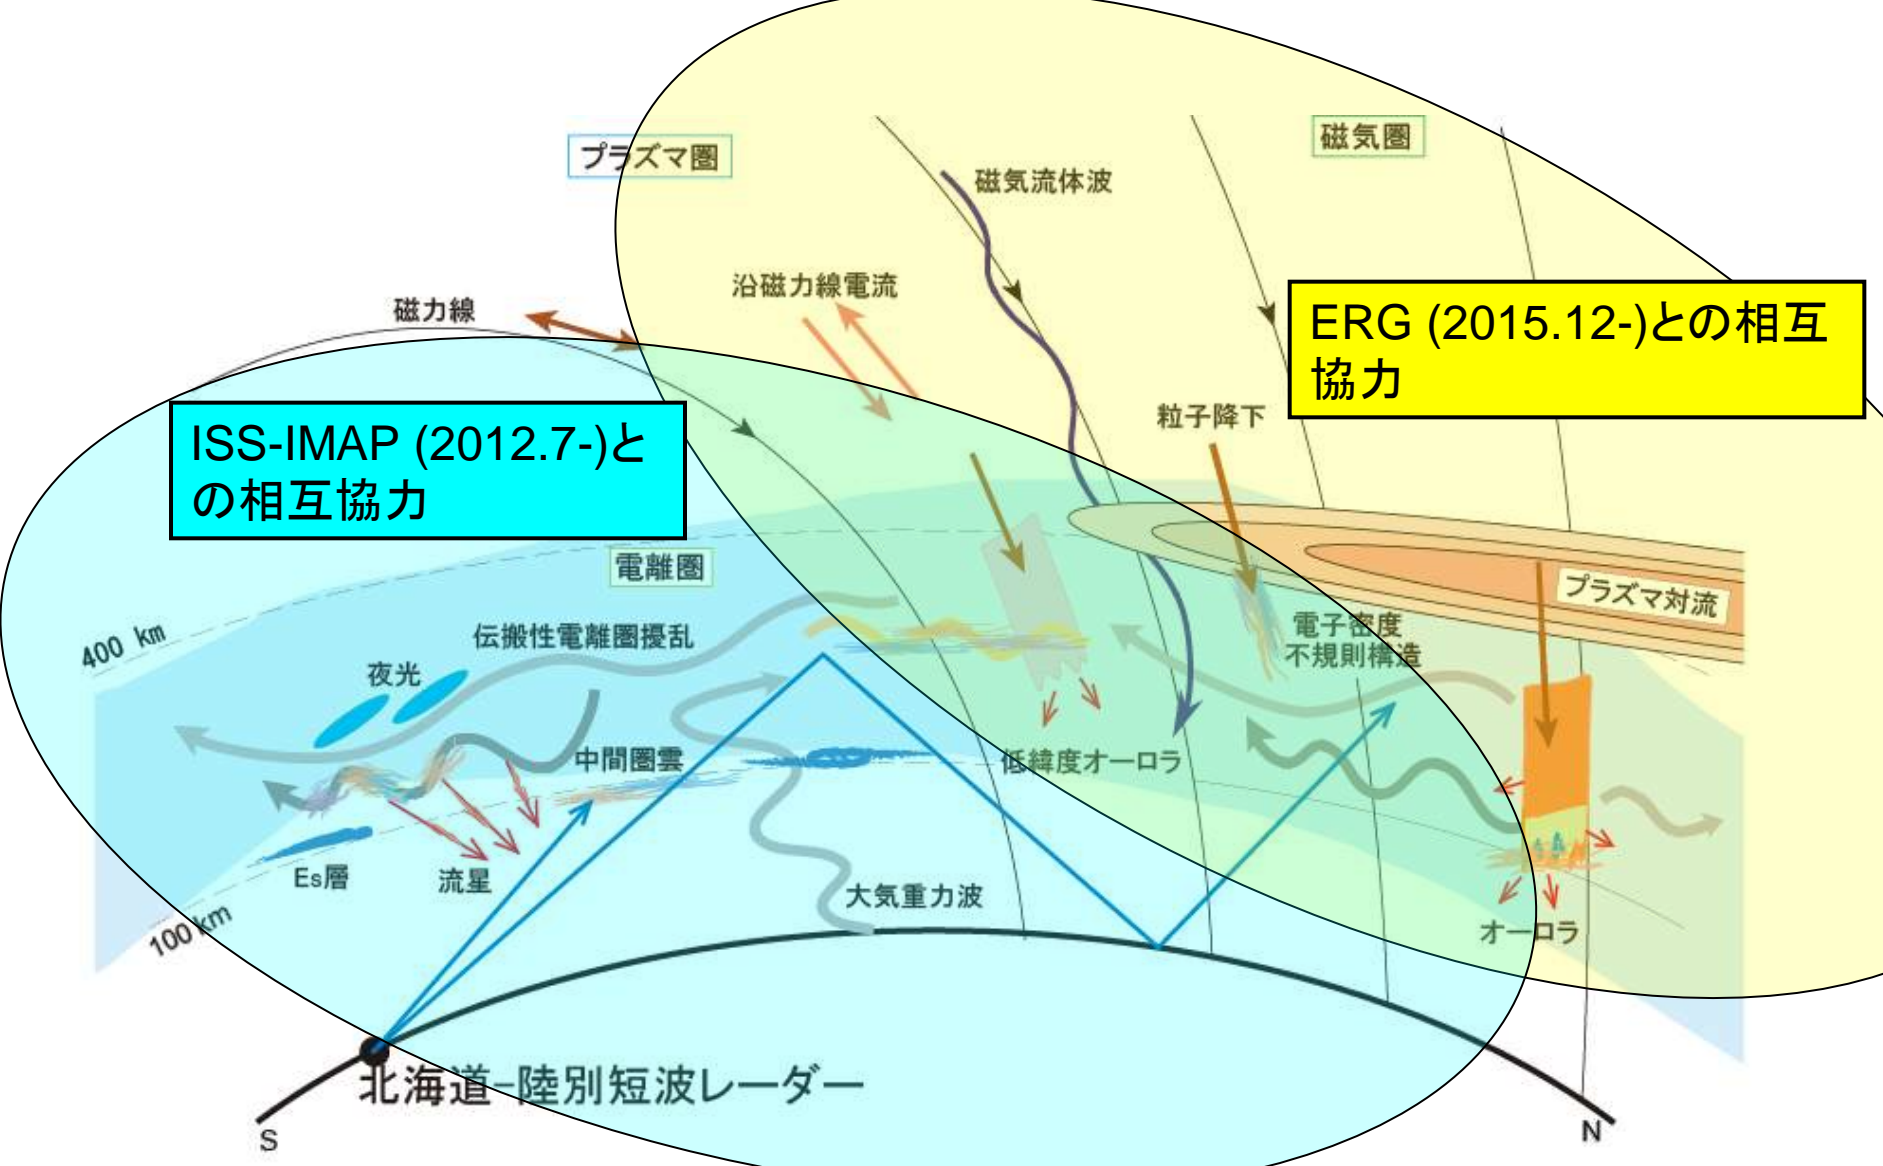 プラズマ圏
磁気圏
磁気流体波
沿磁力線電流
磁力線
ERG (2015.12-)との相互
協力
粒子降下
ISS-IMAP (2012.7-)と
の相互協力
電離圏
プラズマ対流
400 km
伝搬性電離圏擾乱
電子密度
不規則構造
夜光
中間圏雲
低緯度オーロラ
Es層
流星
大気重力波
100 km
オーロラ
北海道-陸別短波レーダー
S
N